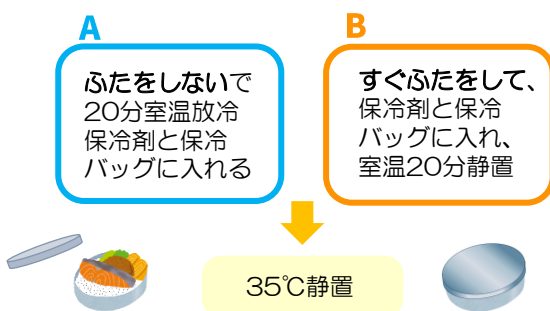 A
ふたをしないで
20分室温放冷
保冷剤と保冷
バッグに入れる
B
すぐふたをして、
保冷剤と保冷
バッグに入れ、
室温20分静置
35℃静置